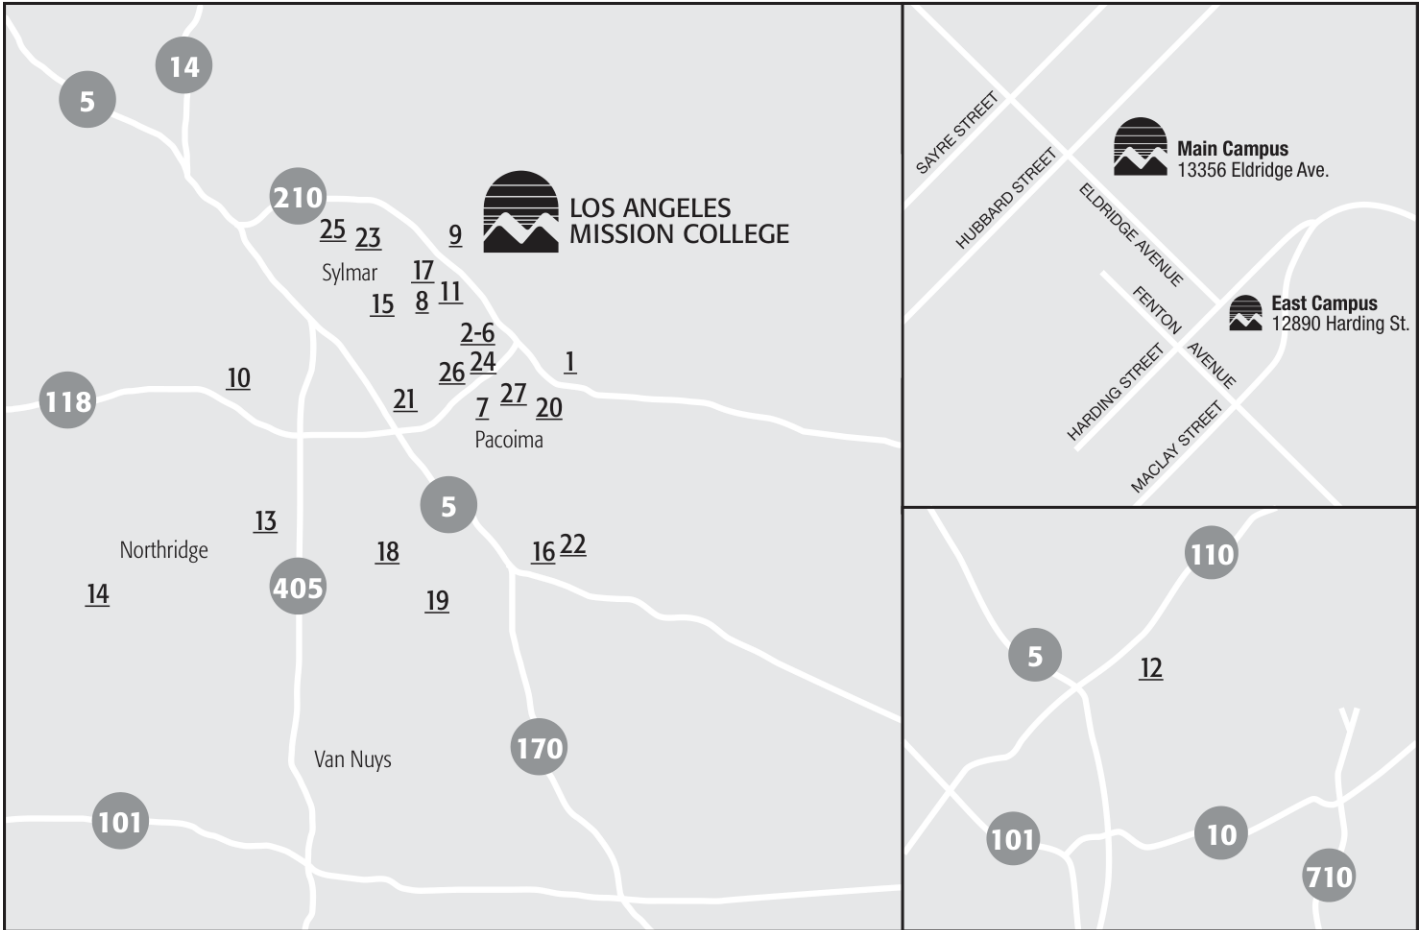 14
5
210
LOS ANGELES
MISSION COLLEGE
25
23
9
Sylmar
17
11
15
8
2-6
24
1
26
10
118
21
27
7
20
Pacoima
5
13
Northridge
18
16
22
405
14
19
170
Van Nuys
101
SAYRE STREET
HUBBARD STREET
Main Campus
13356 Eldridge Ave.
ELDRIDGE AVENUE
FENTON AVENUE
East Campus
12890 Harding St.
HARDING STREET
MACLAY STREET
110
5
12
101
10
710